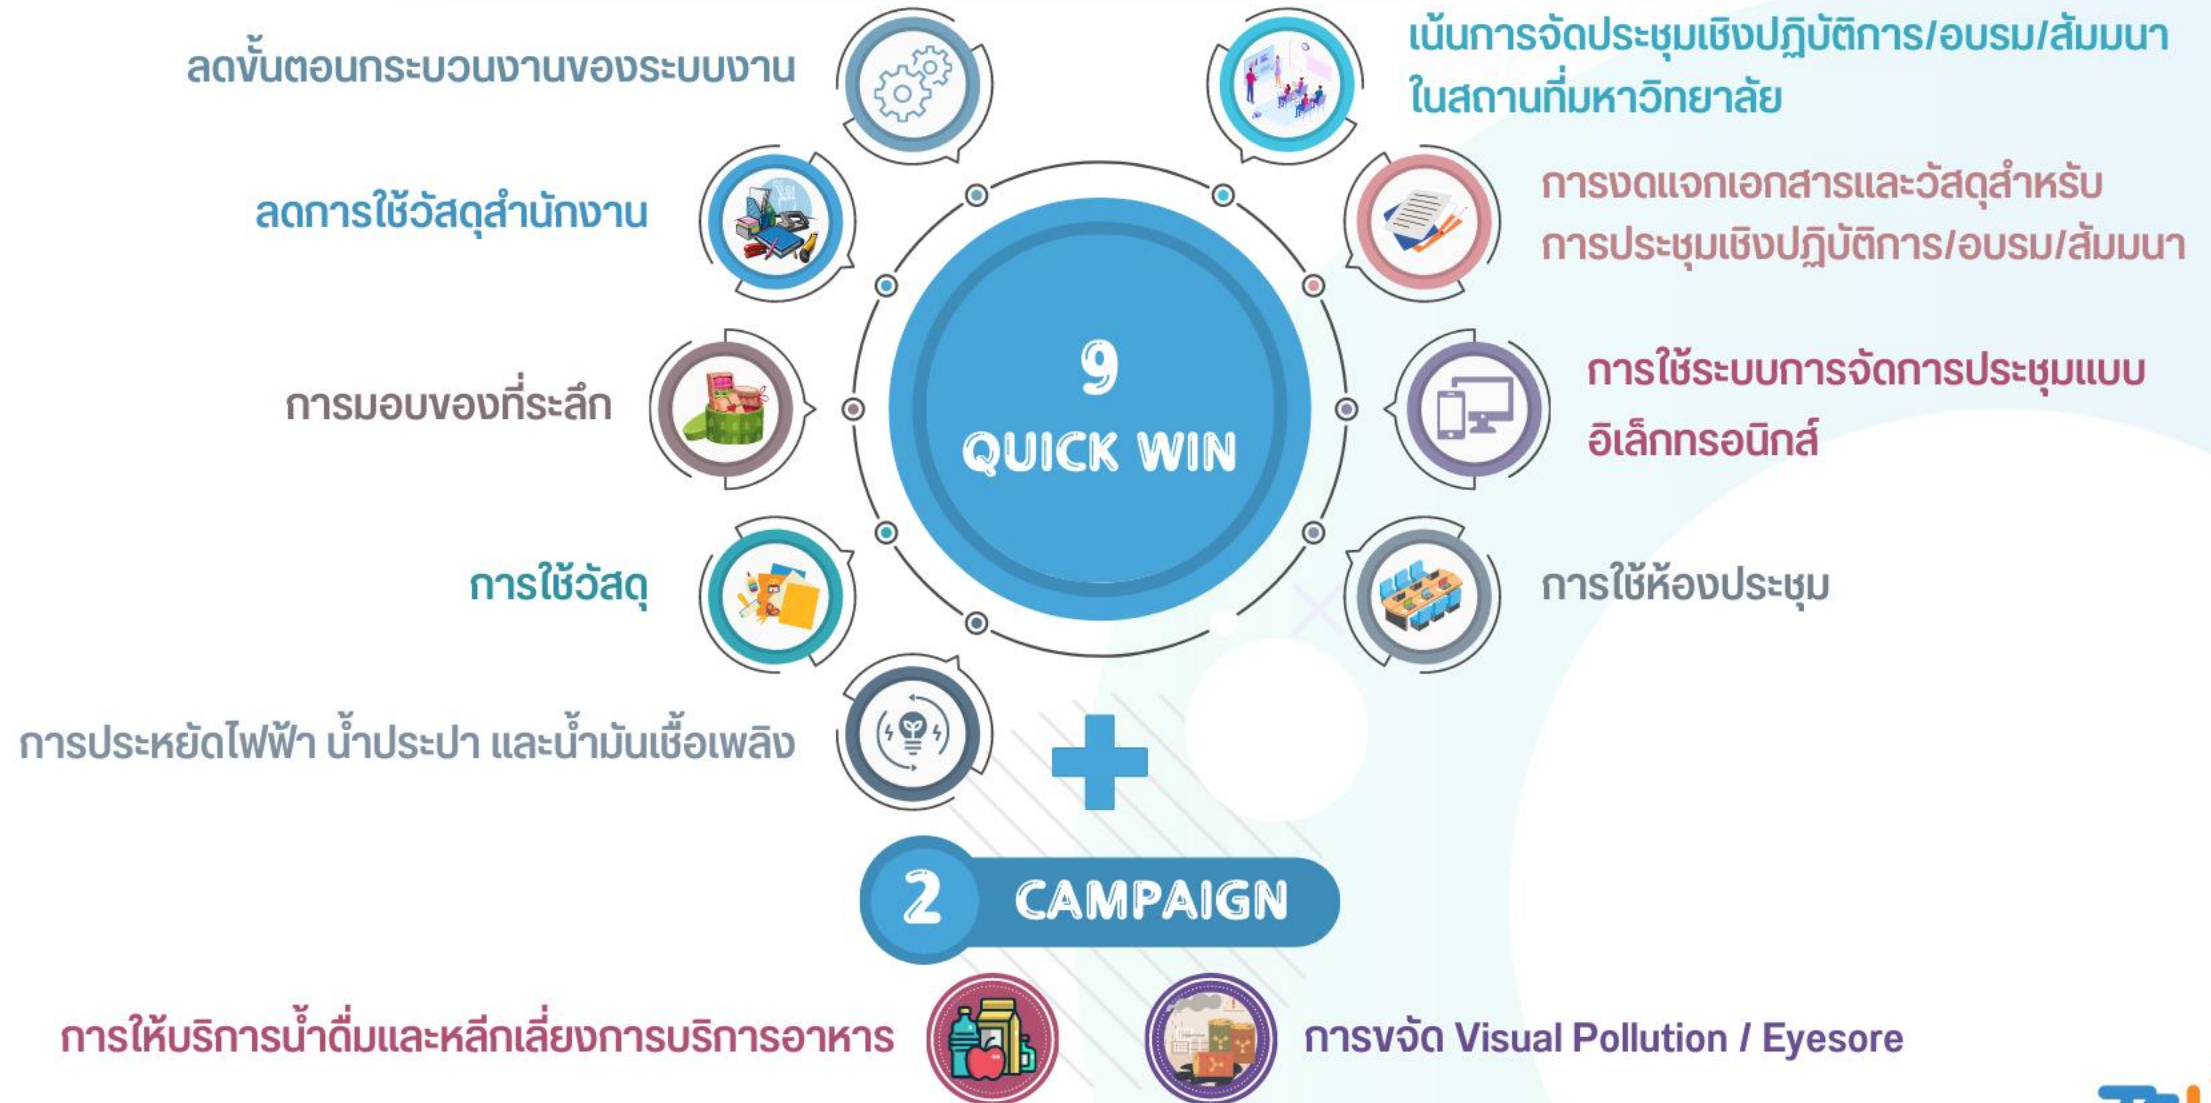 ลดขั้นตอนกระบวนงานของระบบงาน
เน้นการจัดประชุมเชิงปฏิบัติการ/อบรม/สัมมนา
ในสถานที่มหาวิทยาลัย
ลดการใช้วัสดุสำนักงาน
การงดแจกเอกสารและวัสดุสำหรับ
การประชุมเชิงปฏิบัติการ/อบรม/สัมมนา
9
QUICK WIN
การมอบของที่ระลึก
การใช้ระบบการจัดการประชุมแบบ
อิเล็กทรอนิกส์
การใช้วัสดุ
การใช้ห้องประชุม
การประหยัดไฟฟ้า น้ำประปา และน้ำมันเชื้อเพลิง
2 CAMPAIGN
การให้บริการน้ำดื่มและหลีกเลี่ยงการบริการอาหาร
การขจัด Visual Pollution / Eyesore